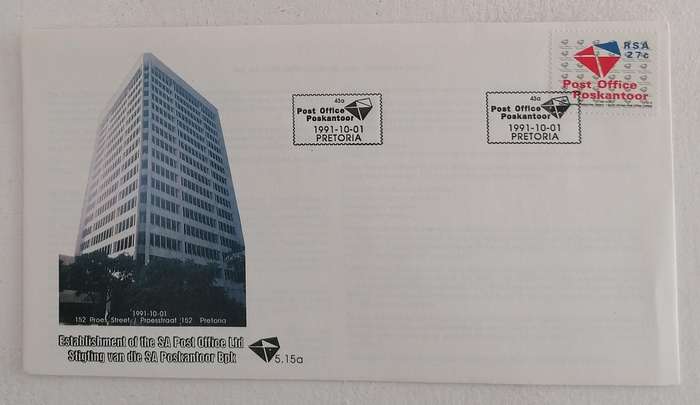 RSA
27c
Post Office
Poskantoor
43a
Post Office
Poskantoor
1991-10-01
PRETORIA
43a
Post Office
Poskantoor
1991-10-01
PRETORIA
1991-10-01
152 Proes Street / Proesstraat 152 Pretoria
Establishment of the SA Post Office Ltd
Stigting van die SA Poskantoor Bpk
5.15a